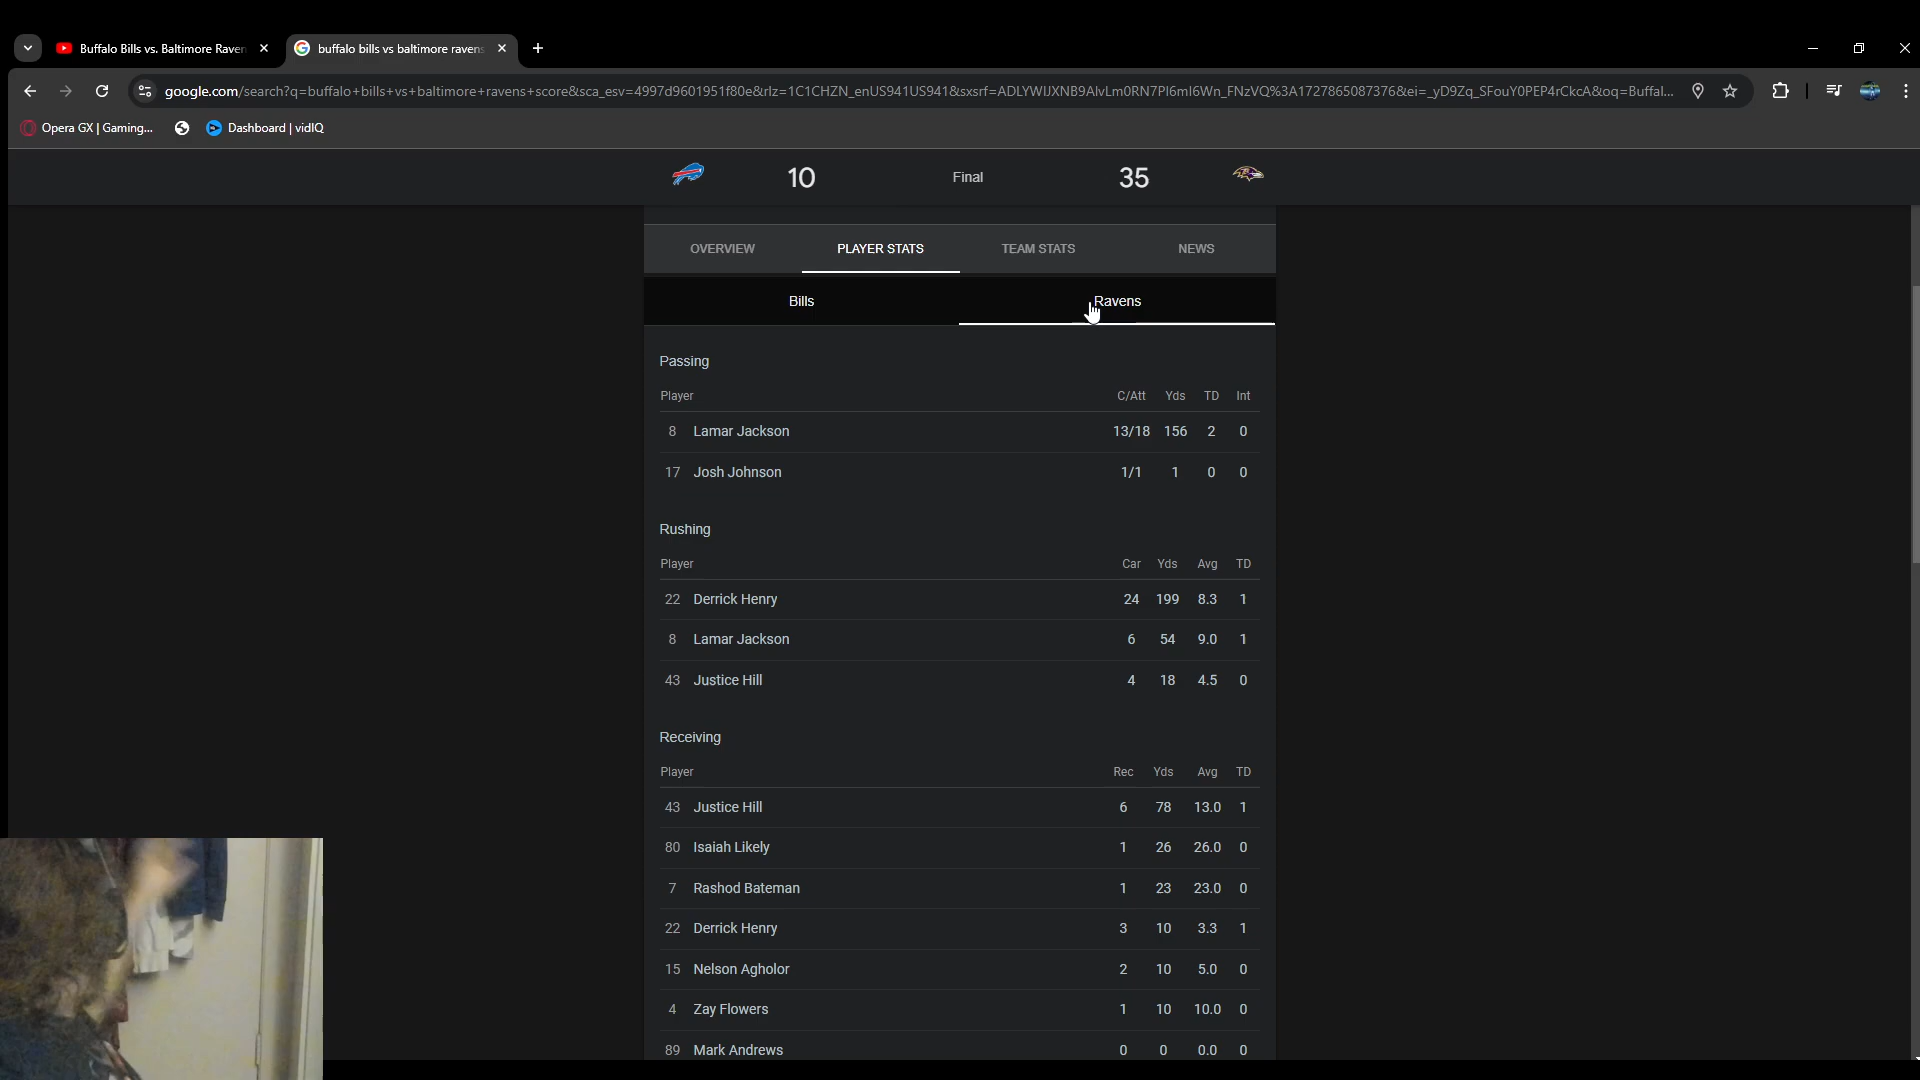 Buffalo Bills vs. Baltimore Raven
buffalo bills vs baltimore ravens
google.com/search?q=buffalo+bills+vs+baltimore+ravens+score&sca_esv=4997d9601951f80e&rlz=1C1CHZN_enUS941US941&sxsrf=ADLYWIJXNB9AlvLm0RN7Pl6ml6Wn_FNzVQ%3A1727865087376&ei=_yD9Zq_SFouY0PEP4rCkcA&oq=Buffal...
Opera GX | Gaming...
Dashboard | vidIQ
10 Final 35
OVERVIEW PLAYER STATS TEAM STATS NEWS
Bills Ravens
Passing
Player C/Att Yds TD Int
8 Lamar Jackson 13/18 156 2 0
17 Josh Johnson 1/1 1 0 0
Rushing
Player Car Yds Avg TD
22 Derrick Henry 24 199 8.3 1
8 Lamar Jackson 6 54 9.0 1
43 Justice Hill 4 18 4.5 0
Receiving
Player Rec Yds Avg TD
43 Justice Hill 6 78 13.0 1
80 Isaiah Likely 1 26 26.0 0
7 Rashod Bateman 1 23 23.0 0
22 Derrick Henry 3 10 3.3 1
15 Nelson Agholor 2 10 5.0 0
4 Zay Flowers 1 10 10.0 0
89 Mark Andrews 0 0 0.0 0